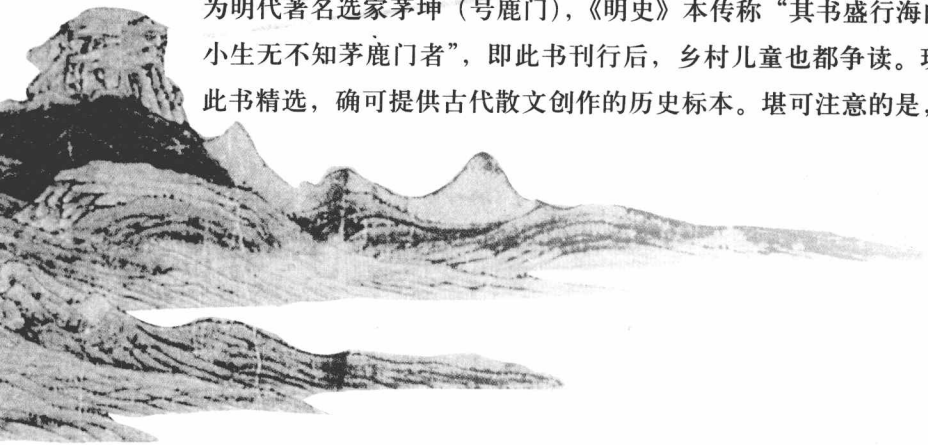 为明代著名选家茅坤（号鹿门），《明史》本传称“其书盛行海
小生无不知茅鹿门者”，即此书刊行后，乡村儿童也都争读。
此书精选，确可提供古代散文创作的历史标本。堪可注意的是，